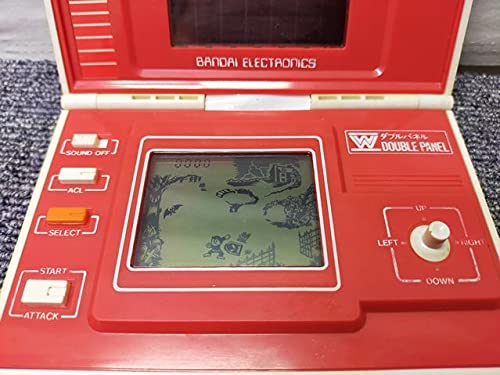 BANDAI ELECTRONICS
SOUND OFF
ACL
SELECT
START
ATTACK
0000
W
ダブルパネル
DOUBLE PANEL
UP
LEFT
RIGHT
DOWN